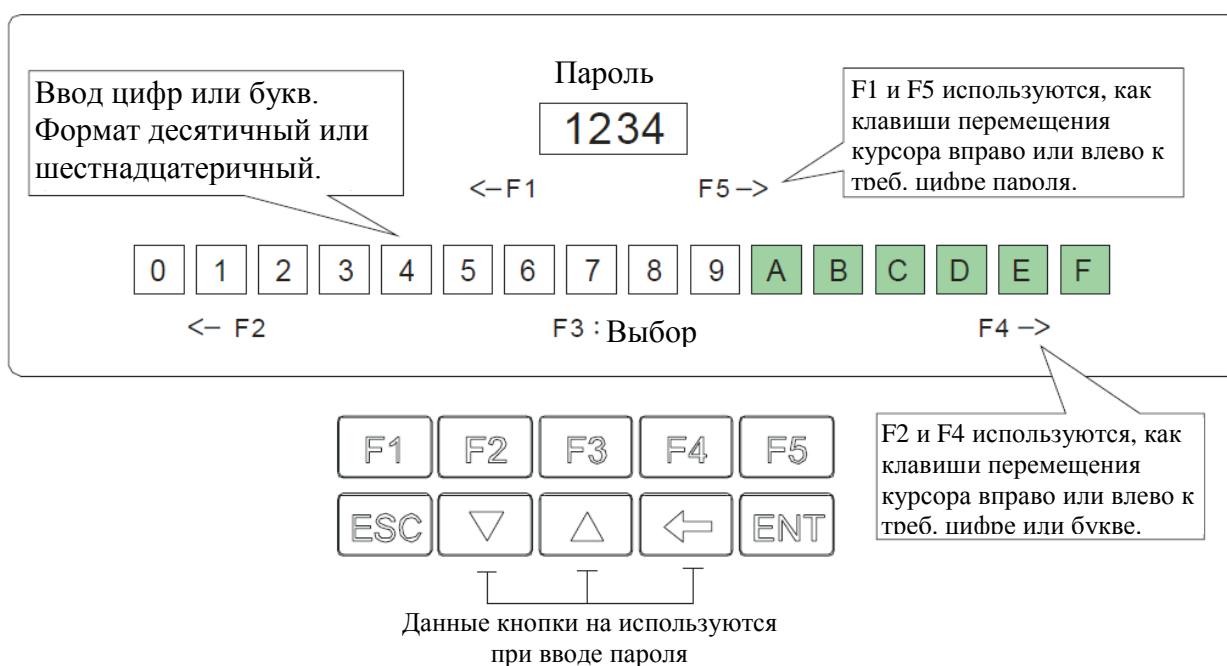 Пароль
Ввод цифр или букв.
Формат десятичный или
шестнадцатеричный.
1234
F1 и F5 используются, как
клавиши перемещения
курсора вправо или влево к
треб. цифре пароля.
<-F1 F5->
0 1 2 3 4 5 6 7 8 9 A B C D E F
<- F2 F3 : Выбор F4 ->
F1 F2 F3 F4 F5
ESC ▽ △ ⇦ ENT
F2 и F4 используются, как
клавиши перемещения
курсора вправо или влево к
треб. цифре или букве.
Данные кнопки на используются
при вводе пароля